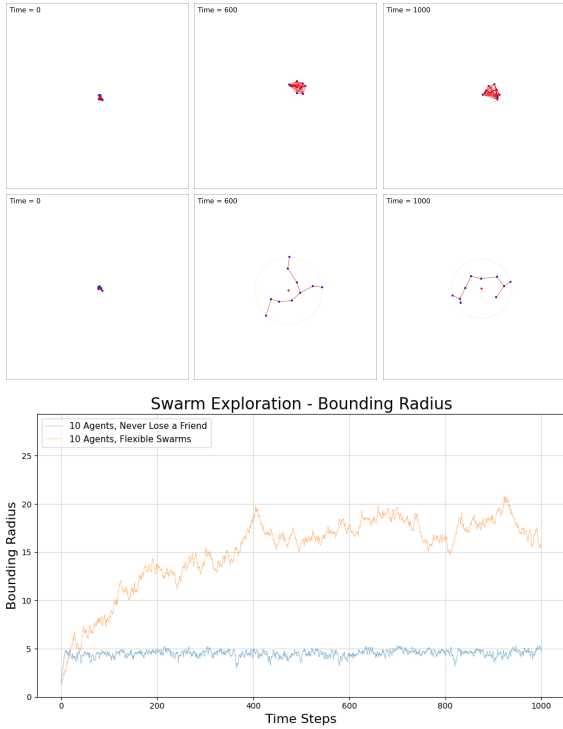 Time = 0
Time = 600
Time = 1000
Time = 0
Time = 600
Time = 1000
Swarm Exploration - Bounding Radius
10 Agents, Never Lose a Friend
10 Agents, Flexible Swarms
25
20
15
10
5
0
Bounding Radius
0 200 400 600 800 1000
Time Steps